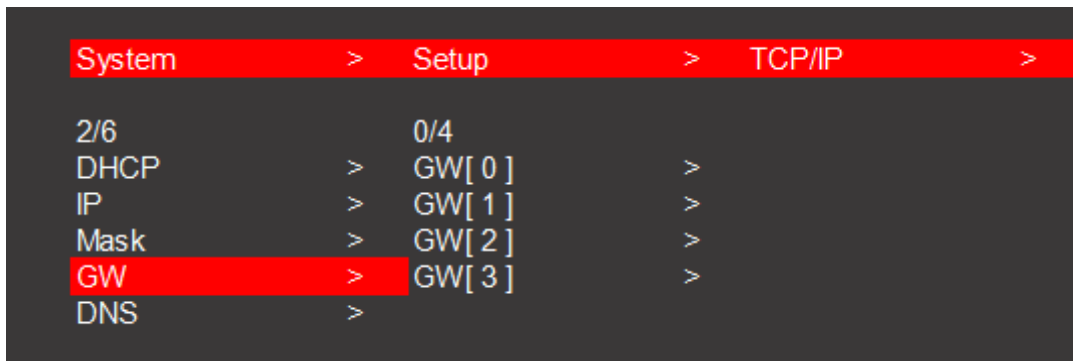 System > Setup > TCP/IP >
2/6 0/4
DHCP > GW[ 0 ] >
IP > GW[ 1 ] >
Mask > GW[ 2 ] >
GW > GW[ 3 ] >
DNS >